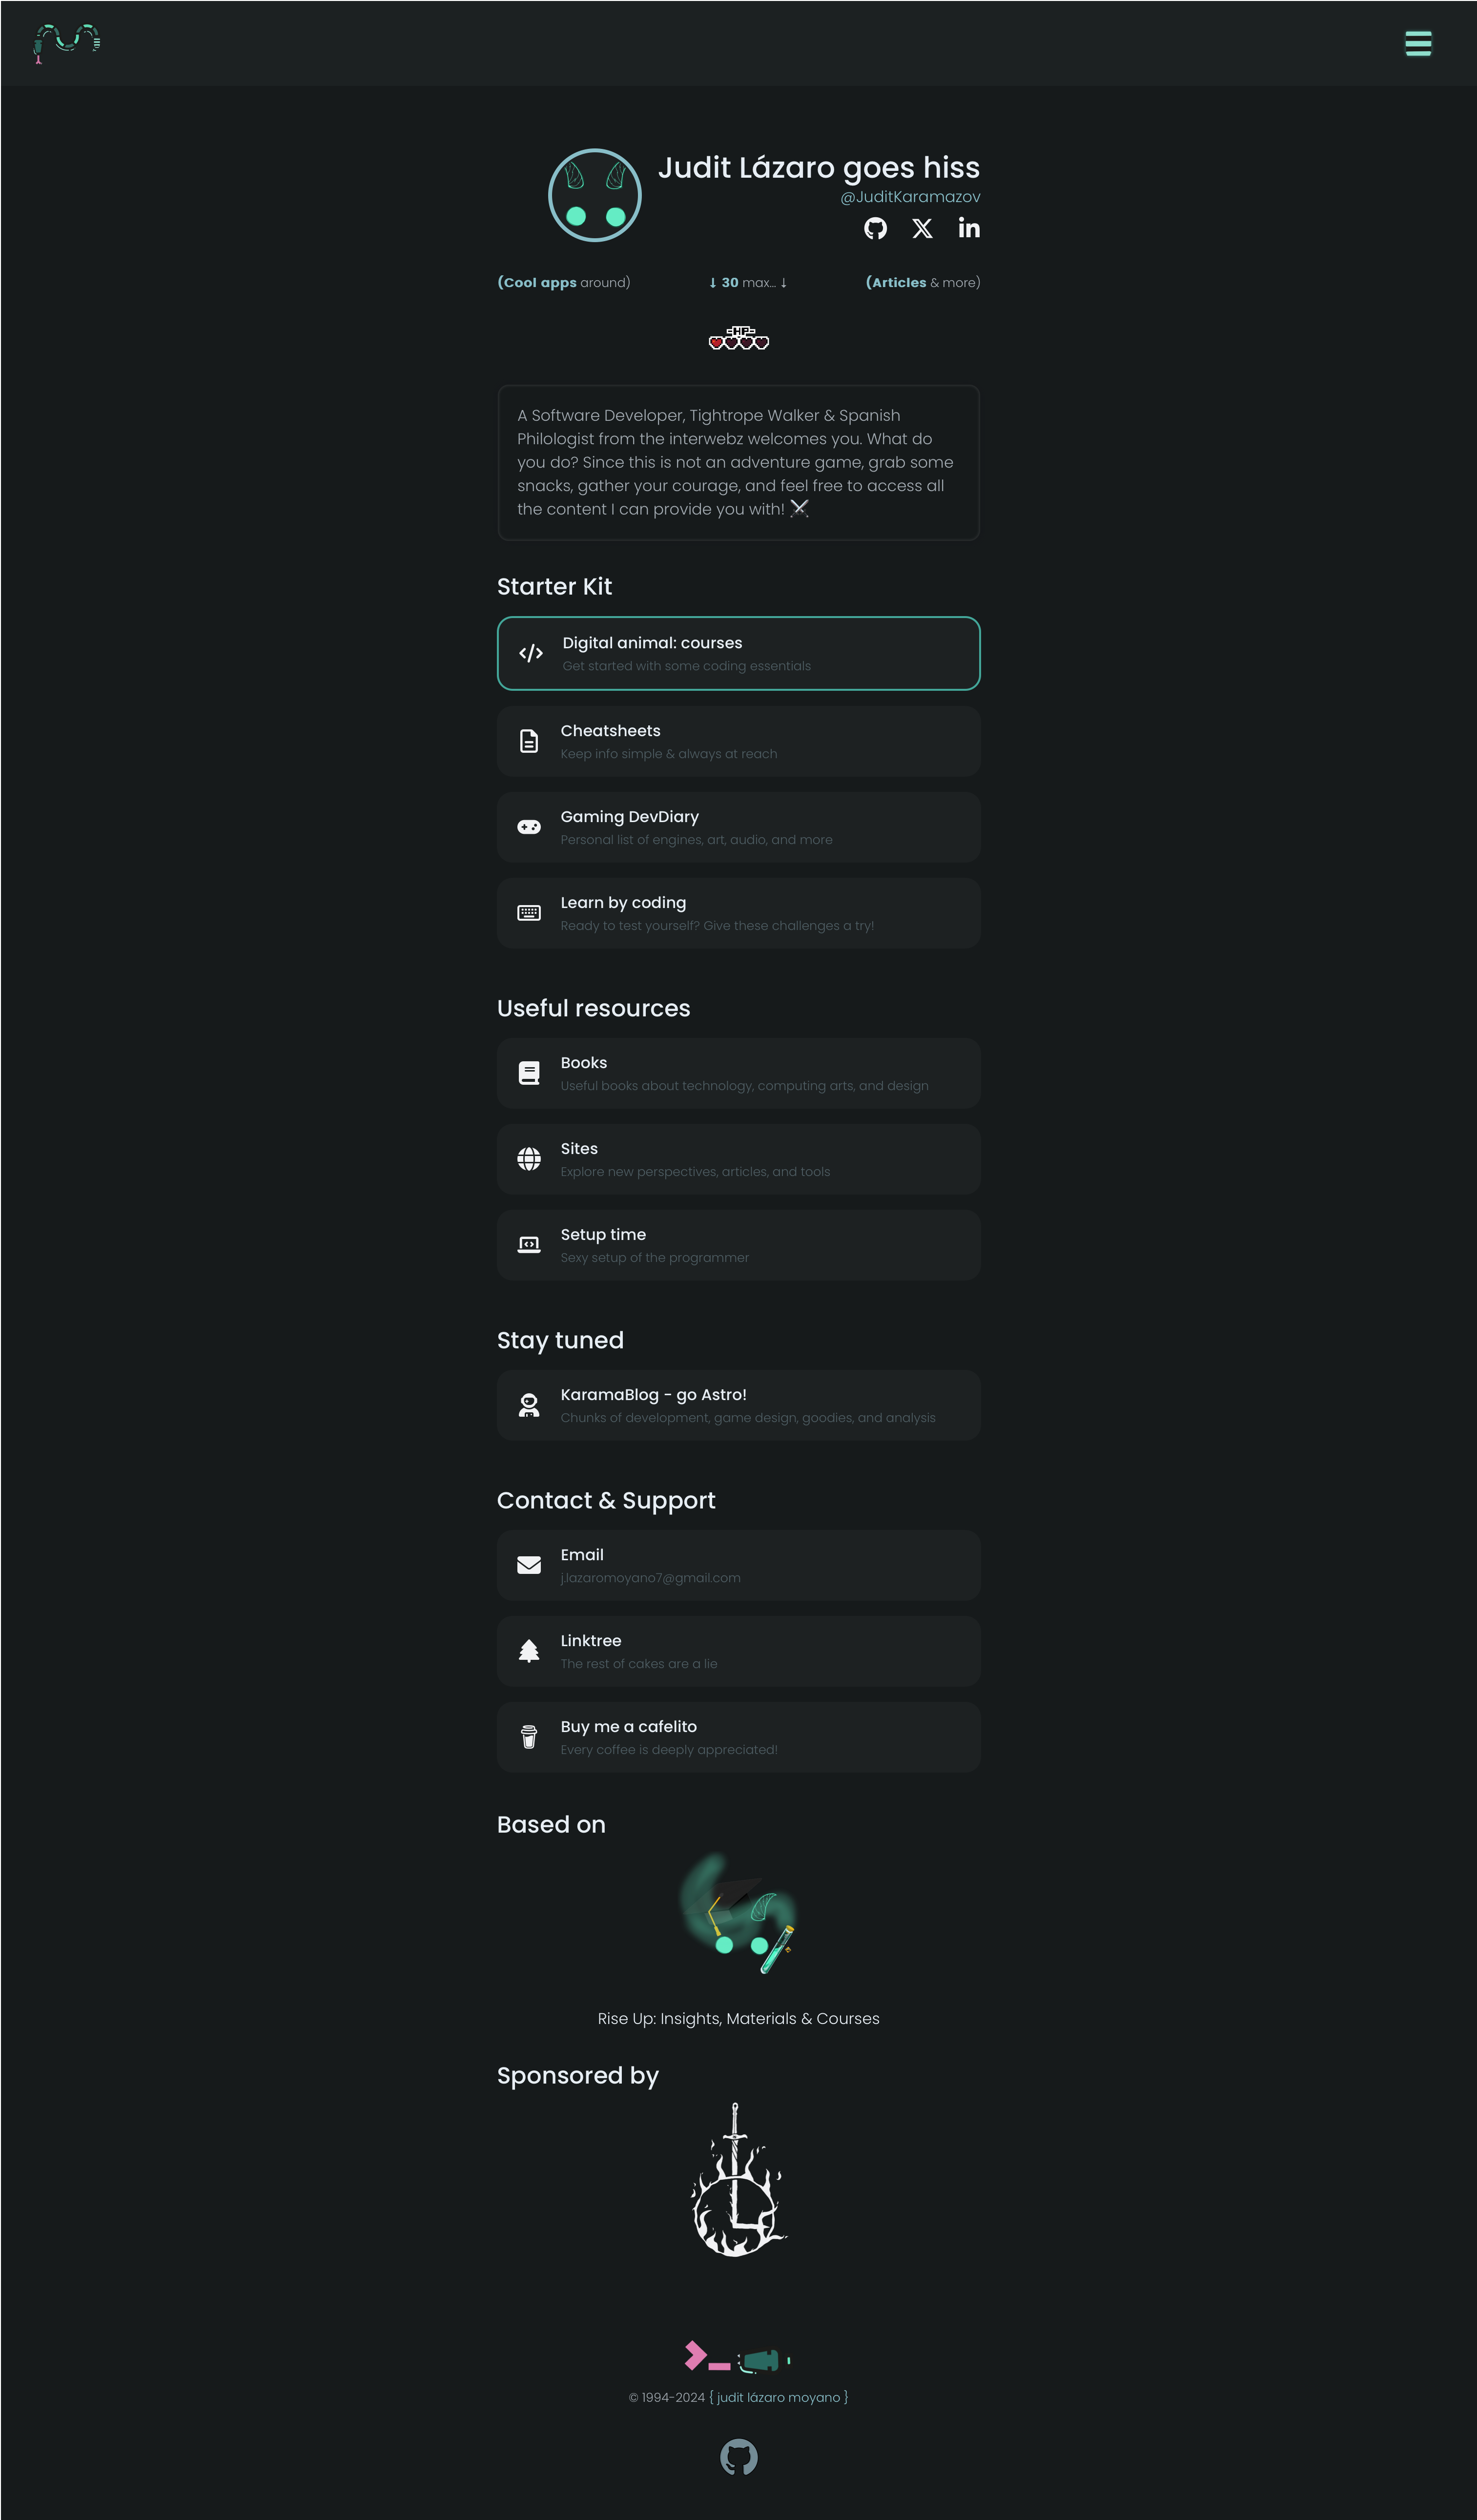 Judit Lázaro goes hiss
@JuditKaramazov
(Cool apps around)
↓ 30 max... ↓
(Articles & more)
HP
A Software Developer, Tightrope Walker & Spanish
Philologist from the interwebz welcomes you. What do
you do? Since this is not an adventure game, grab some
snacks, gather your courage, and feel free to access all
the content I can provide you with! ⚔️
Starter Kit
Digital animal: courses
Get started with some coding essentials
Cheatsheets
Keep info simple & always at reach
Gaming DevDiary
Personal list of engines, art, audio, and more
Learn by coding
Ready to test yourself? Give these challenges a try!
Useful resources
Books
Useful books about technology, computing arts, and design
Sites
Explore new perspectives, articles, and tools
Setup time
Sexy setup of the programmer
Stay tuned
KaramaBlog - go Astro!
Chunks of development, game design, goodies, and analysis
Contact & Support
Email
j.lazaromoyano7@gmail.com
Linktree
The rest of cakes are a lie
Buy me a cafelito
Every coffee is deeply appreciated!
Based on
Rise Up: Insights, Materials & Courses
Sponsored by
© 1994-2024 { judit lázaro moyano }